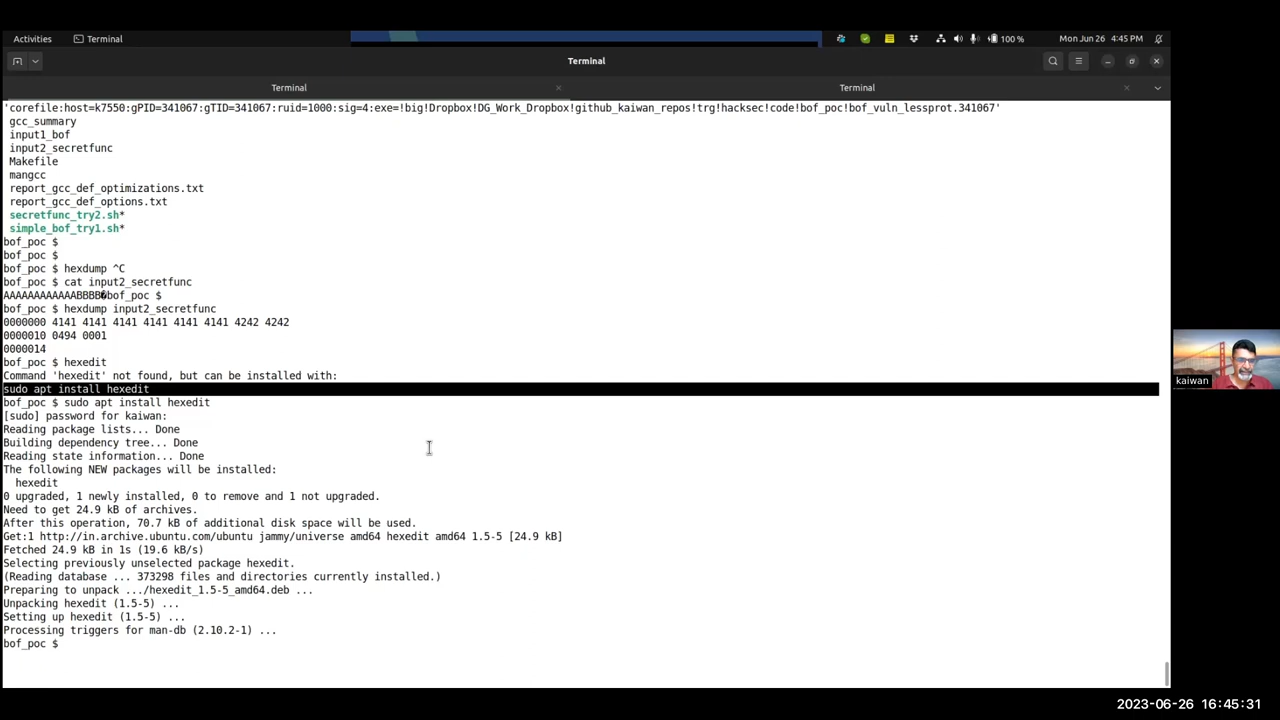 Activities Terminal 100 % Mon Jun 26 4:45 PM
Terminal
Terminal Terminal
'corefile:host=k7550:gPID=341067:gTID=341067:ruid=1000:sig=4:exe=!big!Dropbox!DG_Work_Dropbox!github_kaiwan_repos!trg!hacksec!code!bof_poc!bof_vuln_lessprot.341067'
gcc_summary
input1_bof
input2_secretfunc
Makefile
mangcc
report_gcc_def_optimizations.txt
report_gcc_def_options.txt
secretfunc_try2.sh*
simple_bof_try1.sh*
bof_poc $
bof_poc $
bof_poc $ hexdump ^C
bof_poc $ cat input2_secretfunc
AAAAAAAAAAAABBBB�bof_poc $
bof_poc $ hexdump input2_secretfunc
0000000 4141 4141 4141 4141 4141 4141 4242 4242
0000010 0494 0001
0000014
bof_poc $ hexedit
Command 'hexedit' not found, but can be installed with:
sudo apt install hexedit
bof_poc $ sudo apt install hexedit
[sudo] password for kaiwan:
Reading package lists... Done
Building dependency tree... Done
Reading state information... Done
The following NEW packages will be installed:
hexedit
0 upgraded, 1 newly installed, 0 to remove and 1 not upgraded.
Need to get 24.9 kB of archives.
After this operation, 70.7 kB of additional disk space will be used.
Get:1 http://in.archive.ubuntu.com/ubuntu jammy/universe amd64 hexedit amd64 1.5-5 [24.9 kB]
Fetched 24.9 kB in 1s (19.6 kB/s)
Selecting previously unselected package hexedit.
(Reading database ... 373298 files and directories currently installed.)
Preparing to unpack .../hexedit_1.5-5_amd64.deb ...
Unpacking hexedit (1.5-5) ...
Setting up hexedit (1.5-5) ...
Processing triggers for man-db (2.10.2-1) ...
bof_poc $
kaiwan
2023-06-26 16:45:31